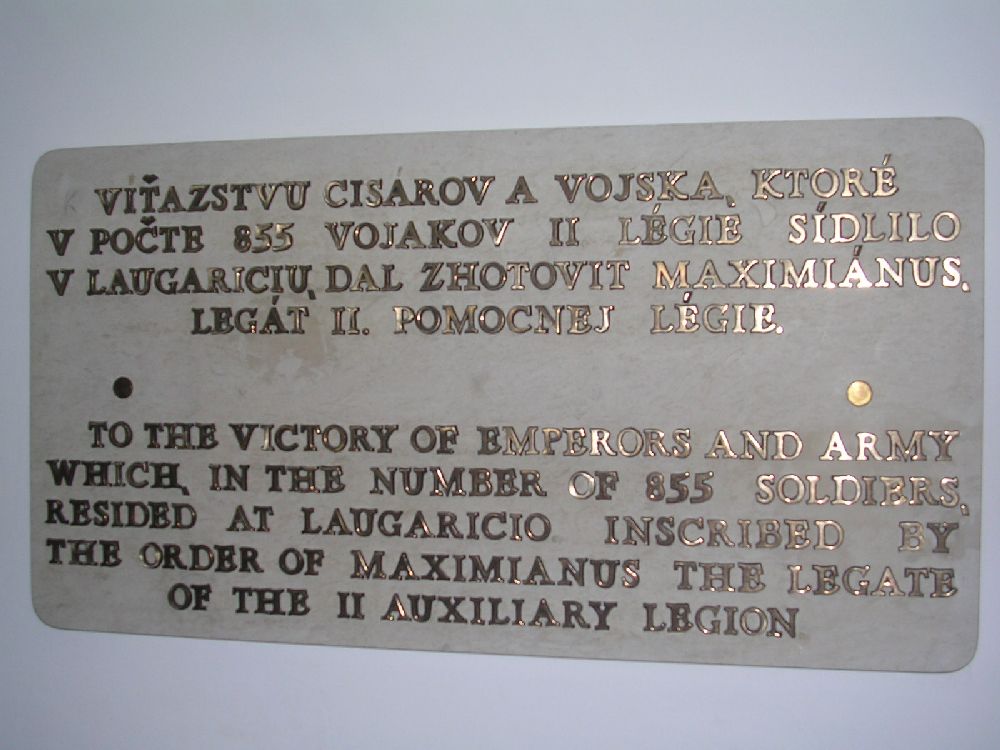 VÍŤAZSTVU CISÁROV A VOJSKA, KTORÉ
V POČTE 855 VOJAKOV II LÉGIE SÍDLILO
V LAUGARICIU, DAL ZHOTOVIT MAXIMIÁNUS,
LEGÁT II. POMOCNEJ LÉGIE.
TO THE VICTORY OF EMPERORS AND ARMY
WHICH, IN THE NUMBER OF 855 SOLDIERS,
RESIDED AT LAUGARICIO INSCRIBED BY
THE ORDER OF MAXIMIANUS THE LEGATE
OF THE II AUXILIARY LEGION